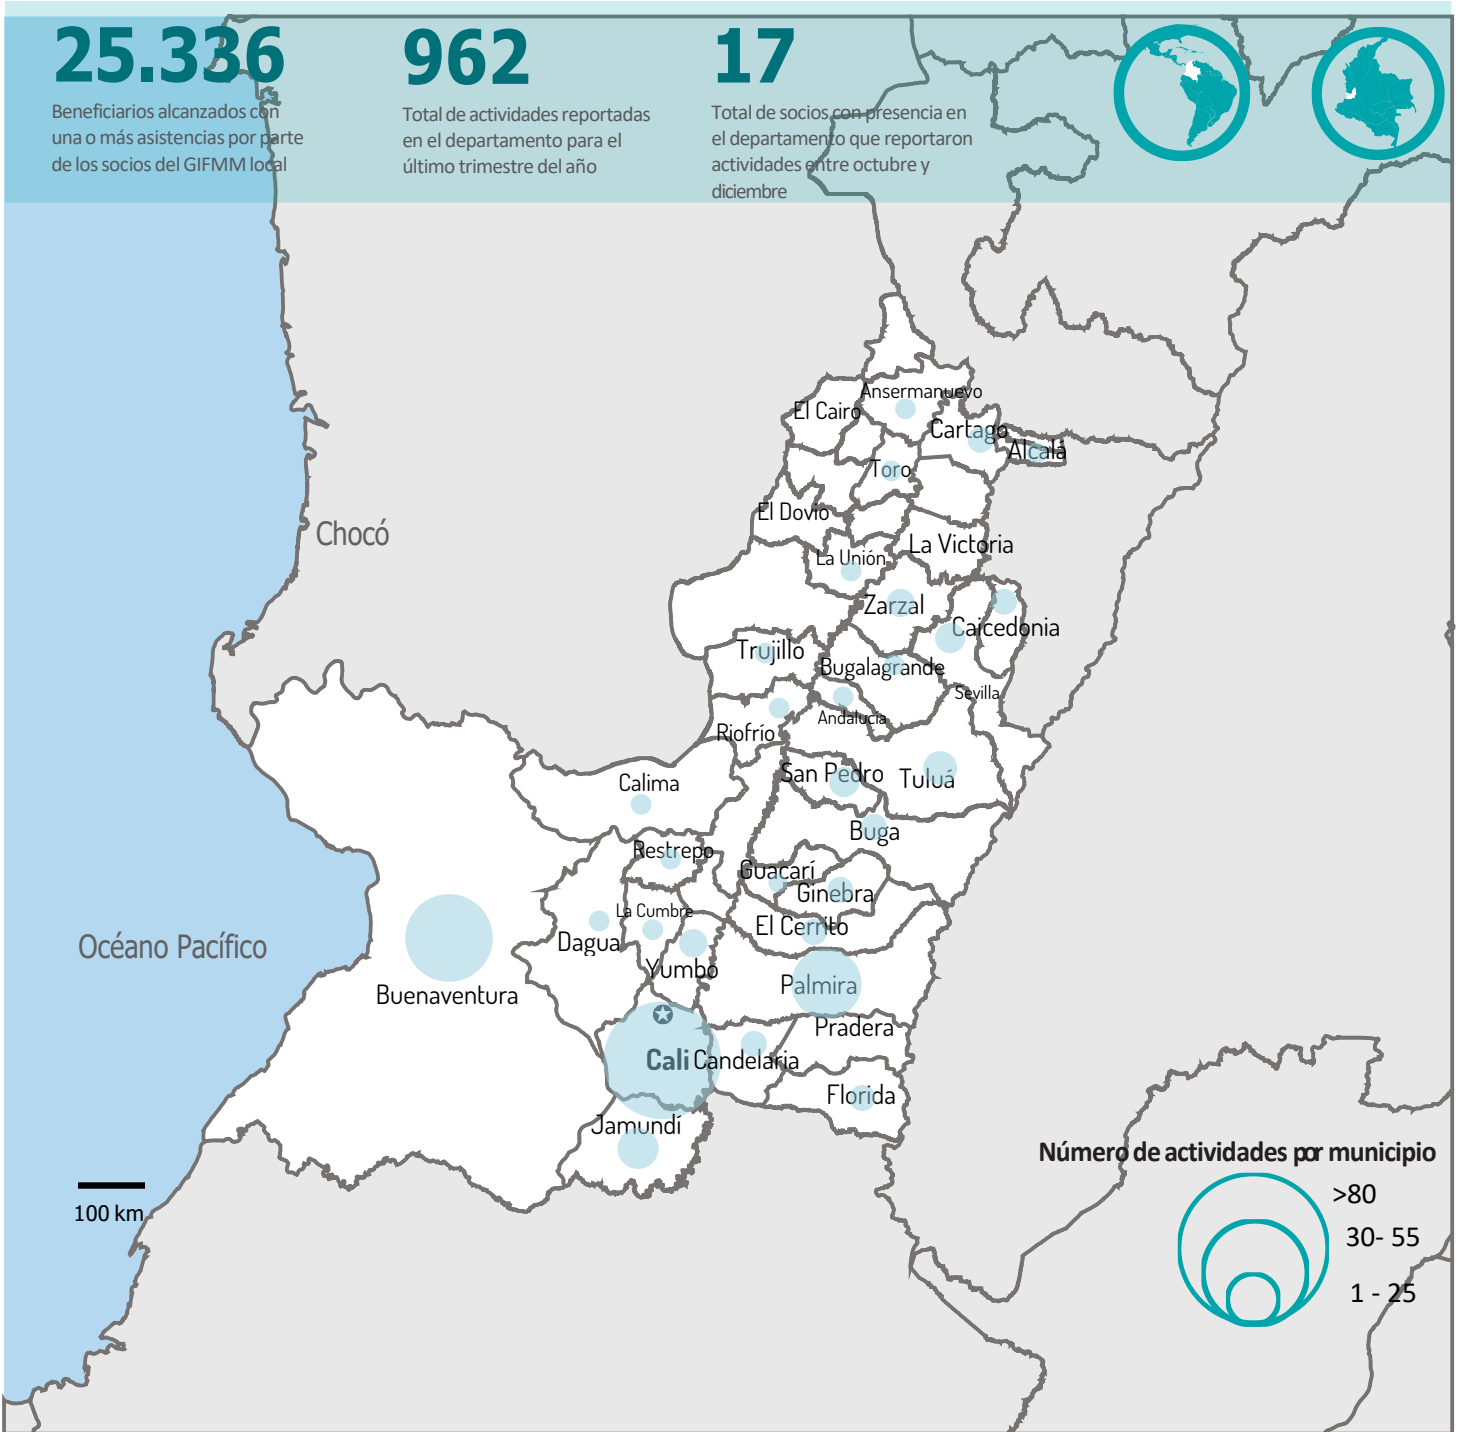 25.336
Beneficiarios alcanzados con
una o más asistencias por parte
de los socios del GIFMM local
962
Total de actividades reportadas
en el departamento para el
último trimestre del año
17
Total de socios con presencia en
el departamento que reportaron
actividades entre octubre y
diciembre
Ansermanuevo
El Cairo
Cartago
Alcalá
Toro
El Dovio
Chocó
La Victoria
La Unión
Zarzal
Caicedonia
Trujillo
Bugalagrande
Sevilla
Andalucía
Riofrío
San Pedro
Tuluá
Calima
Buga
Restrepo
Guacarí
Ginebra
La Cumbre
El Cerrito
Dagua
Océano Pacífico
Yumbo
Palmira
Buenaventura
Pradera
Cali
Candelaria
Florida
Jamundí
Número de actividades por municipio
>80
30- 55
1 - 25
100 km